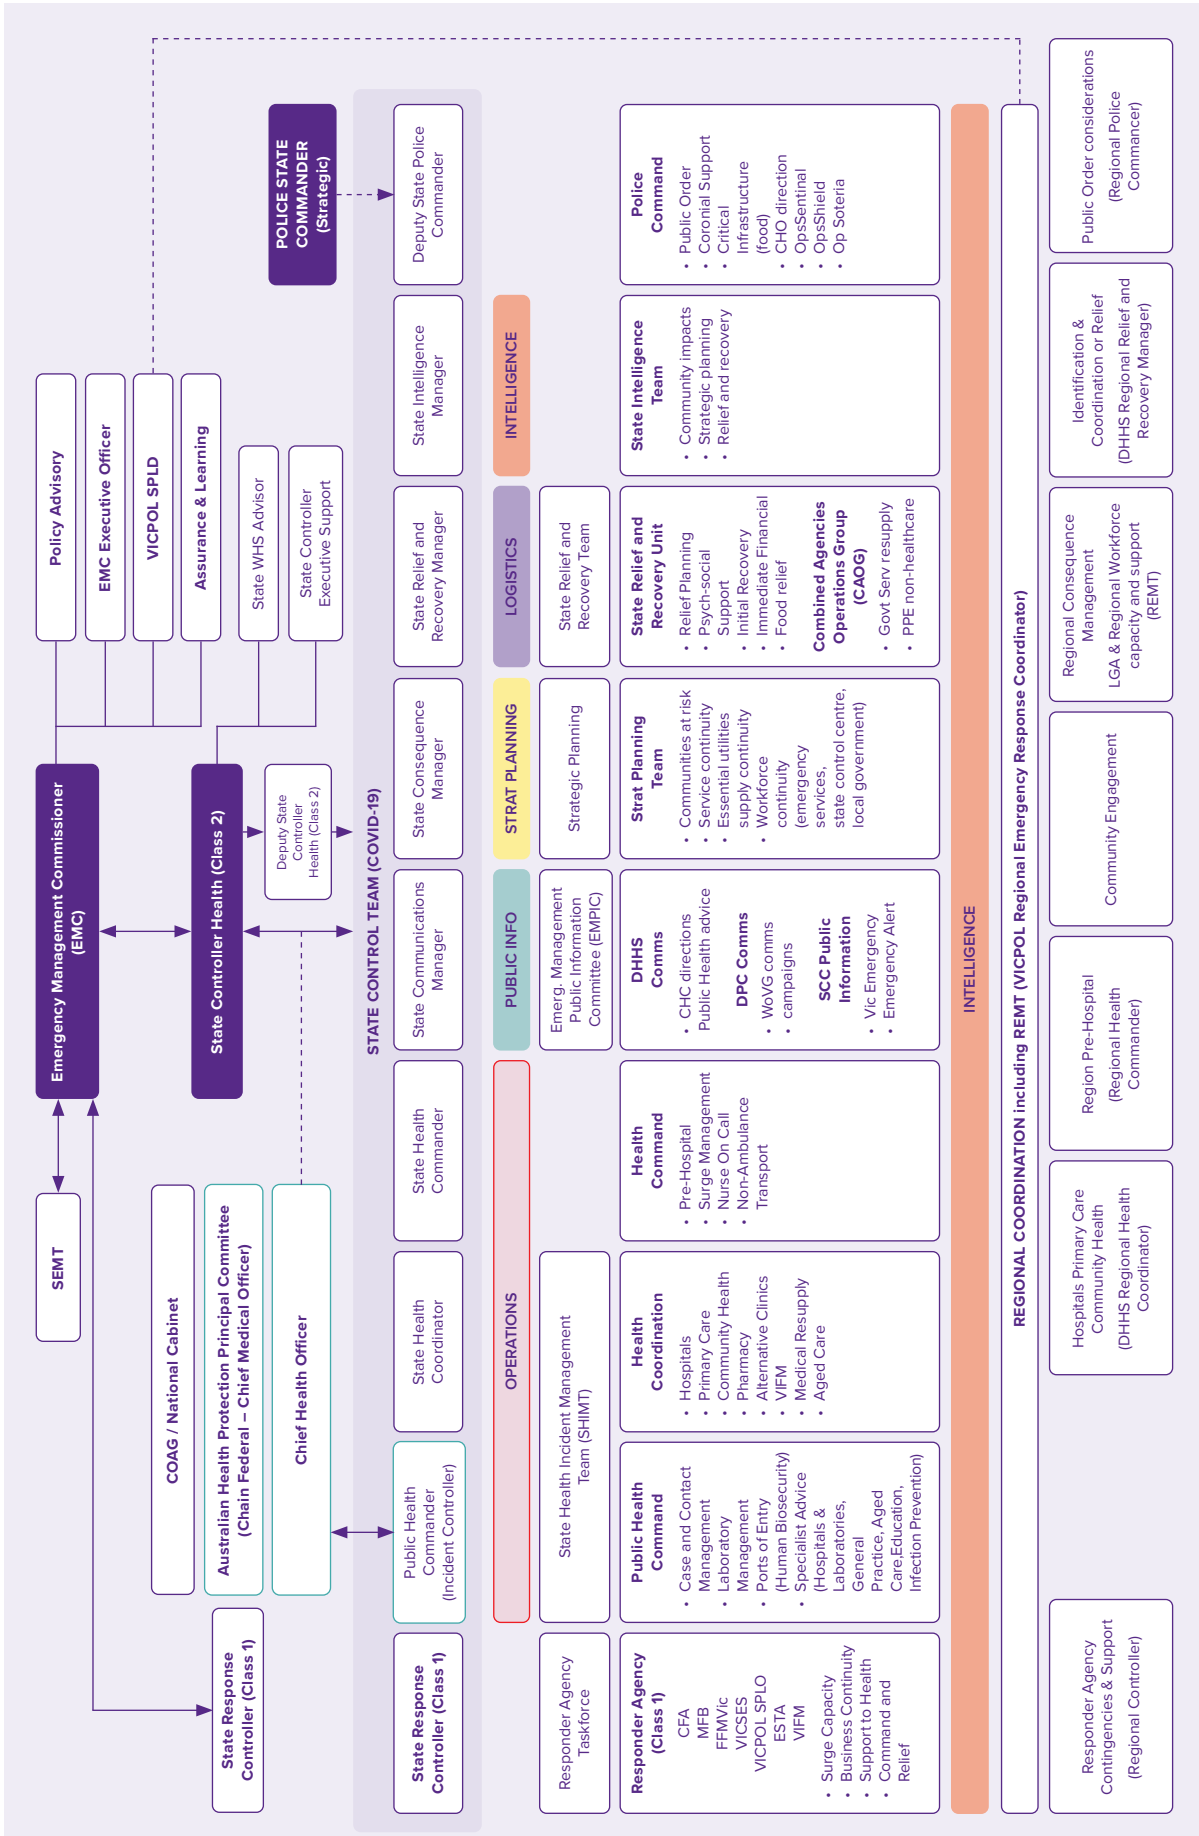 SEMT
Emergency Management Commissioner
(EMC)
Policy Advisory
EMC Executive Officer
VICPOL SPLD
Assurance & Learning
State Response
Controller (Class 1)
COAG / National Cabinet
Australian Health Protection Principal Committee
(Chain Federal – Chief Medical Officer)
Chief Health Officer
State Controller Health (Class 2)
Deputy State
Controller
Health (Class 2)
State WHS Advisor
State Controller
Executive Support
POLICE STATE
COMMANDER
(Strategic)
STATE CONTROL TEAM (COVID-19)
State Response
Controller (Class 1)
Public Health
Commander
(Incident Controller)
State Health
Coordinator
State Health
Commander
State Communications
Manager
State Consequence
Manager
State Relief and
Recovery Manager
State Intelligence
Manager
Deputy State Police
Commander
OPERATIONS
PUBLIC INFO
STRAT PLANNING
LOGISTICS
INTELLIGENCE
Responder Agency
Taskforce
State Health Incident Management
Team (SHIMT)
Emerg. Management
Public Information
Committee (EMPIC)
Strategic Planning
State Relief and
Recovery Team
Responder Agency
(Class 1)
CFA
MFB
FFMVic
VICSES
VICPOL SPLO
ESTA
VIFM
• Surge Capacity
• Business Continuity
• Support to Health
• Command and
Relief
Public Health
Command
• Case and Contact
Management
• Laboratory
Management
• Ports of Entry
(Human Biosecurity)
• Specialist Advice
(Hospitals &
Laboratories,
General
Practice, Aged
Care,Education,
Infection Prevention)
Health
Coordination
• Hospitals
• Primary Care
• Community Health
• Pharmacy
• Alternative Clinics
• VIFM
• Medical Resupply
• Aged Care
Health
Command
• Pre-Hospital
• Surge Management
• Nurse On Call
• Non-Ambulance
Transport
DHHS
Comms
• CHC directions
Public Health advice
DPC Comms
• WoVG comms
• campaigns
SCC Public
Information
• Vic Emergency
• Emergency Alert
Strat Planning
Team
• Communities at risk
• Service continuity
• Essential utilities
supply continuity
• Workforce
continuity
(emergency
services,
state control centre,
local government)
State Relief and
Recovery Unit
• Relief Planning
• Psych-social
Support
• Initial Recovery
• Immediate Financial
• Food relief
Combined Agencies
Operations Group
(CAOG)
• Govt Serv resupply
• PPE non-healthcare
State Intelligence
Team
• Community impacts
• Strategic planning
• Relief and recovery
Police
Command
• Public Order
• Coronial Support
• Critical
Infrastructure
(food)
• CHO direction
• OpsSentinal
• OpsShield
• Op Soteria
INTELLIGENCE
REGIONAL COORDINATION including REMT (VICPOL Regional Emergency Response Coordinator)
Responder Agency
Contingencies & Support
(Regional Controller)
Hospitals Primary Care
Community Health
(DHHS Regional Health
Coordinator)
Region Pre-Hospital
(Regional Health
Commander)
Community Engagement
Regional Consequence
Management
LGA & Regional Workforce
capacity and support
(REMT)
Identification &
Coordination or Relief
(DHHS Regional Relief and
Recovery Manager)
Public Order considerations
(Regional Police
Commancer)